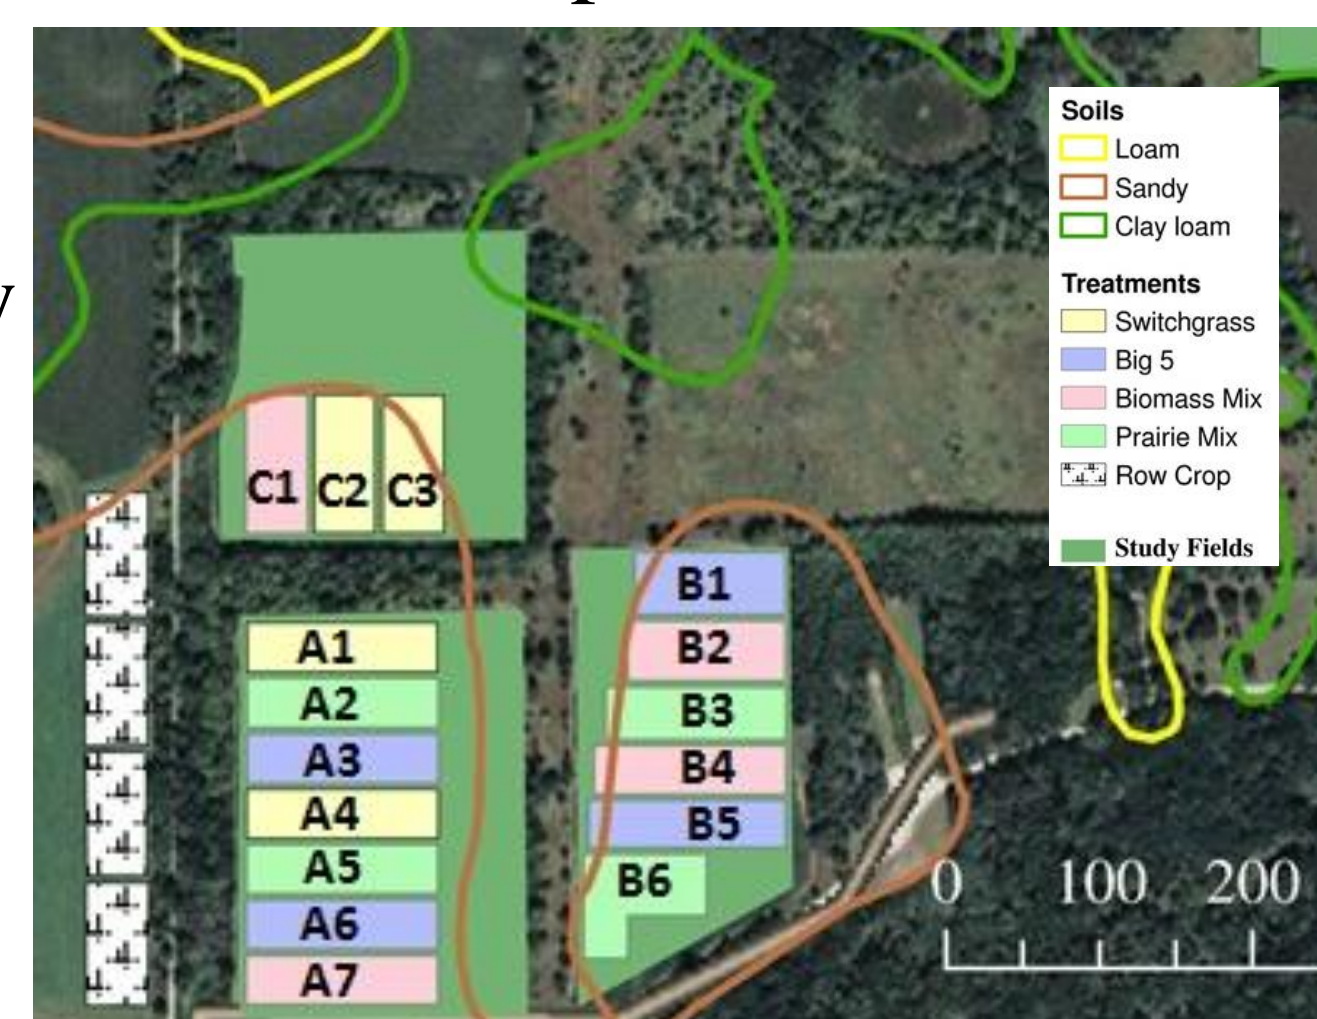 Soils
Loam
Sandy
Clay loam
Treatments
Switchgrass
Big 5
Biomass Mix
Prairie Mix
Row Crop
Study Fields
C1 C2 C3
B1
A1 B2
A2 B3
A3 B4
A4 B5
A5 B6
A6
A7
0 100 200